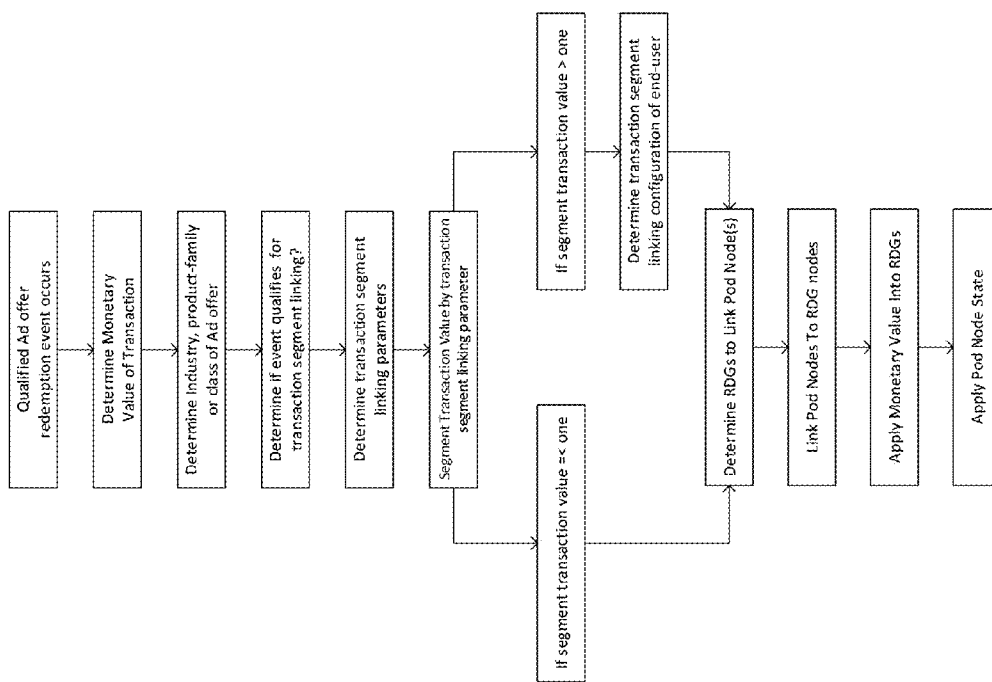 Qualified Ad offer
redemption event occurs
Determine Monetary
Value of Transaction
Determine Industry, product-family
or class of Ad offer
Determine if event qualifies for
transaction segment linking?
Determine transaction segment
linking parameters
Segment Transaction Value by transaction
segment linking parameter
If segment transaction value =< one
If segment transaction value > one
Determine transaction segment
linking configuration of end-user
Determine RDGs to Link Pod Node(s)
Link Pod Nodes To RDG nodes
Apply Monetary Value Into RDGs
Apply Pod Node State